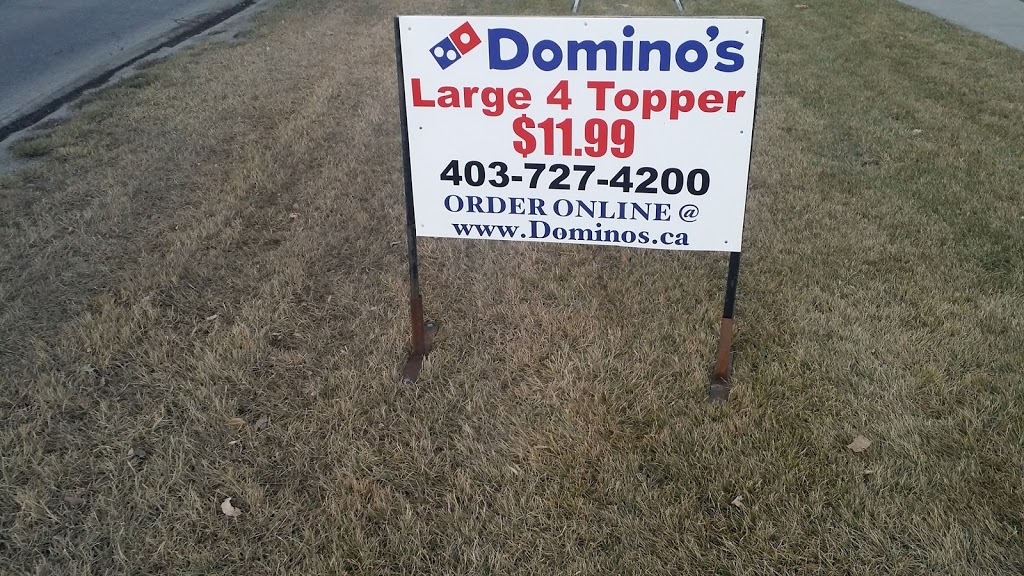 Domino's
Large 4 Topper
$11.99
403-727-4200
ORDER ONLINE @
www.Dominos.ca